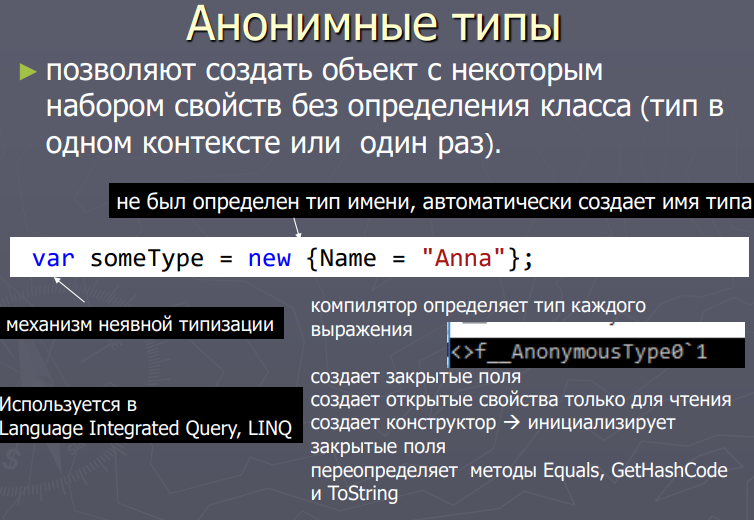 Анонимные типы
позволяют создать объект с некоторым
набором свойств без определения класса (тип в
одном контексте или один раз).
не был определен тип имени, автоматически создает имя типа
var someType = new {Name = "Anna"};
механизм неявной типизации
компилятор определяет тип каждого
выражения
<>f__AnonymousType0`1
создает закрытые поля
создает открытые свойства только для чтения
создает конструктор → инициализирует
закрытые поля
переопределяет методы Equals, GetHashCode
и ToString
Используется в
Language Integrated Query, LINQ